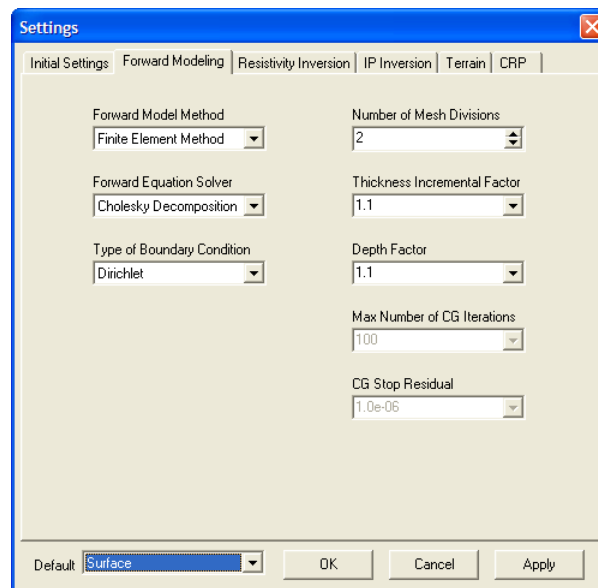 Settings
Initial Settings Forward Modeling Resistivity Inversion IP Inversion Terrain CRP
Forward Model Method
Finite Element Method
Forward Equation Solver
Cholesky Decomposition
Type of Boundary Condition
Dirichlet
Number of Mesh Divisions
2
Thickness Incremental Factor
1.1
Depth Factor
1.1
Max Number of CG Iterations
100
CG Stop Residual
1.0e-06
Default Surface OK Cancel Apply